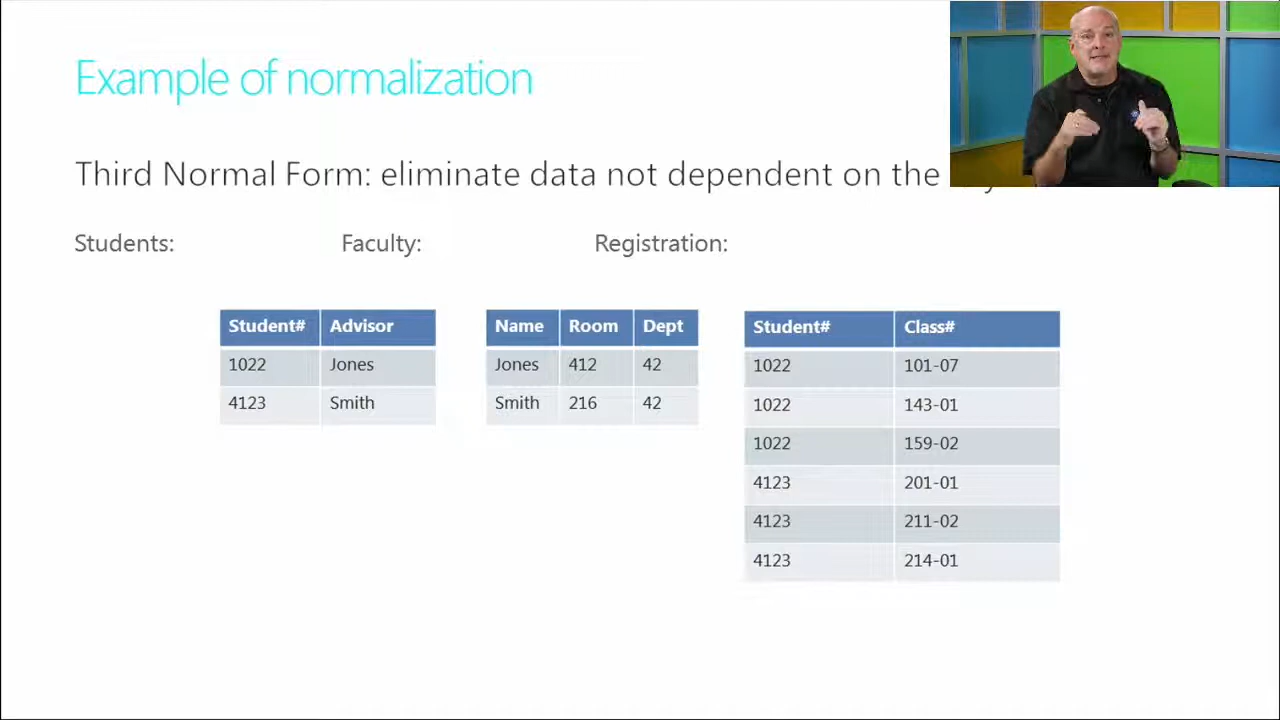 Example of normalization
Third Normal Form: eliminate data not dependent on the
Students: Faculty: Registration:
Student# Advisor
1022 Jones
4123 Smith
Name Room Dept
Jones 412 42
Smith 216 42
Student# Class#
1022 101-07
1022 143-01
1022 159-02
4123 201-01
4123 211-02
4123 214-01